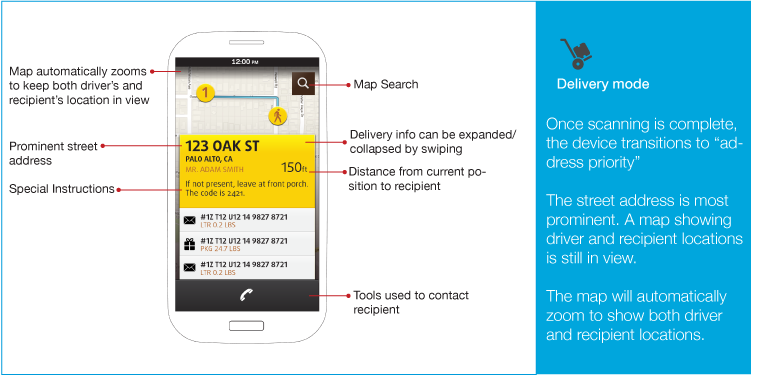 Map automatically zooms
to keep both driver's and
recipient's location in view
Prominent street
address
Special Instructions
12:00 PM
1
123 OAK ST
PALO ALTO, CA
MR. ADAM SMITH
150ft
If not present, leave at front porch.
The code is 2421.
#1Z T12 U12 14 9827 8721
LTR 0.2 LBS
#1Z T12 U12 14 9827 8721
PKG 24.7 LBS
#1Z T12 U12 14 9827 8721
LTR 0.2 LBS
Map Search
Delivery info can be expanded/
collapsed by swiping
Distance from current po-
sition to recipient
Tools used to contact
recipient
Delivery mode
Once scanning is complete,
the device transitions to “ad-
dress priority”
The street address is most
prominent. A map showing
driver and recipient locations
is still in view.
The map will automatically
zoom to show both driver
and recipient locations.